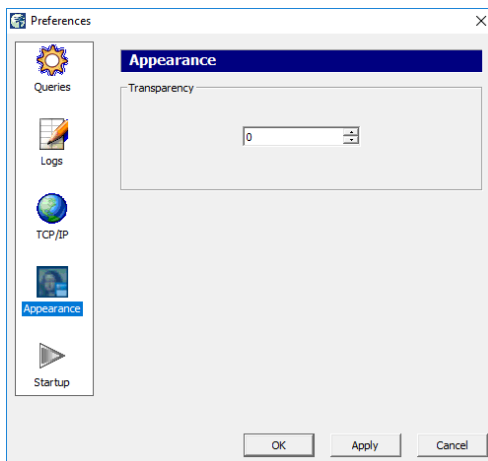 Preferences
Queries
Logs
TCP/IP
Appearance
Startup
Appearance
Transparency
0
OK
Apply
Cancel